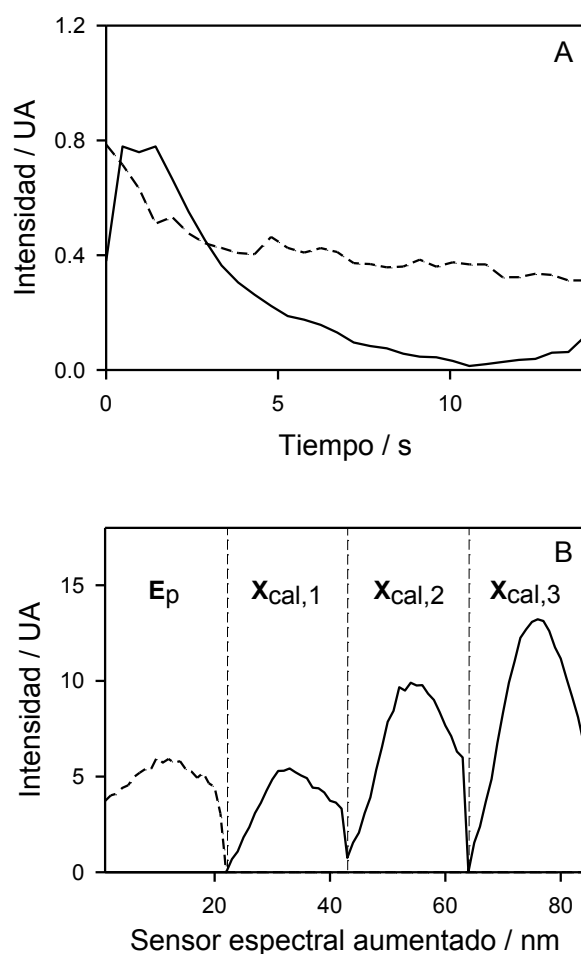 1.2
A
0.8
0.4
0.0
Intensidad / UA
0 5 10
Tiempo / s
B
15
10
5
0
Intensidad / UA
Ep Xcal,1 Xcal,2 Xcal,3
20 40 60 80
Sensor espectral aumentado / nm